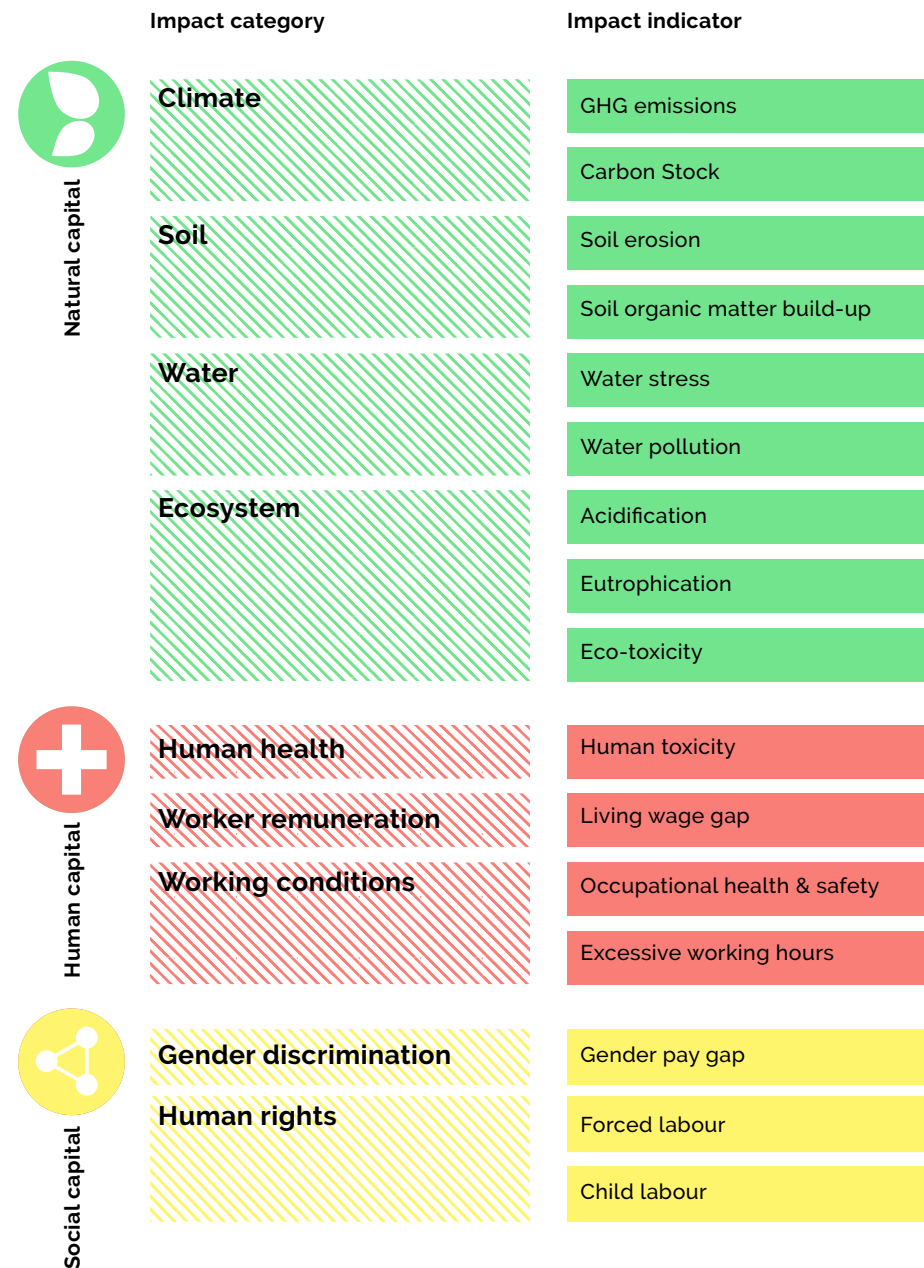 Impact category
Impact indicator
Natural capital
Climate
GHG emissions
Carbon Stock
Soil
Soil erosion
Soil organic matter build-up
Water
Water stress
Water pollution
Ecosystem
Acidification
Eutrophication
Eco-toxicity
Human capital
Human health
Human toxicity
Worker remuneration
Living wage gap
Working conditions
Occupational health & safety
Excessive working hours
Social capital
Gender discrimination
Gender pay gap
Human rights
Forced labour
Child labour